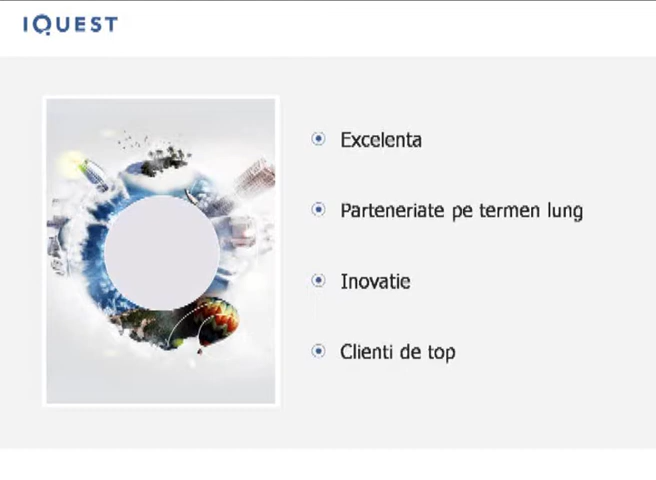 IQUEST
Excelenta
Parteneriate pe termen lung
Inovatie
Clienti de top